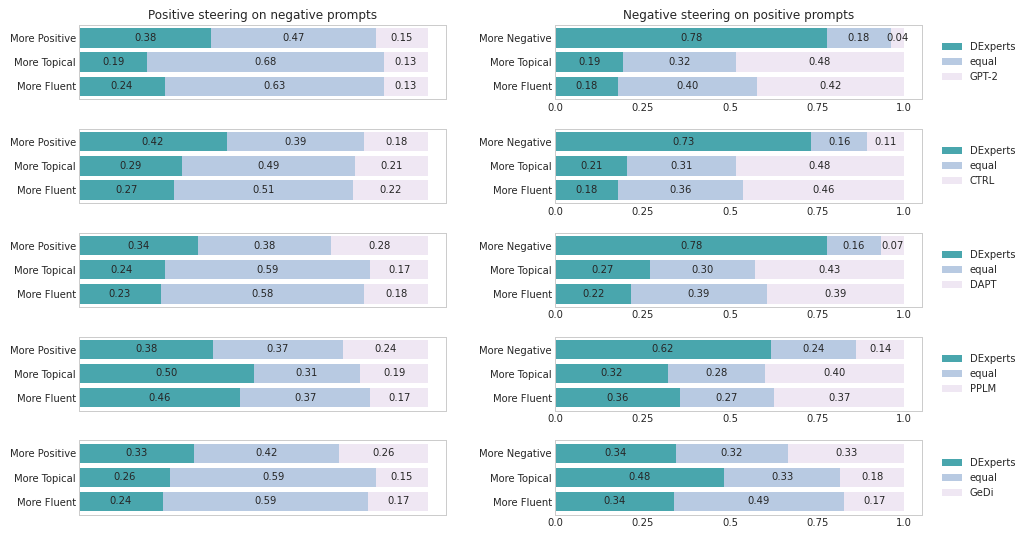 Positive steering on negative prompts
Negative steering on positive prompts
More Positive 0.38 0.47 0.15
More Topical 0.19 0.68 0.13
More Fluent 0.24 0.63 0.13
More Negative 0.78 0.18 0.04
More Topical 0.19 0.32 0.48
More Fluent 0.18 0.40 0.42
0.0 0.25 0.5 0.75 1.0
DExperts
equal
GPT-2
More Positive 0.42 0.39 0.18
More Topical 0.29 0.49 0.21
More Fluent 0.27 0.51 0.22
More Negative 0.73 0.16 0.11
More Topical 0.21 0.31 0.48
More Fluent 0.18 0.36 0.46
0.0 0.25 0.5 0.75 1.0
DExperts
equal
CTRL
More Positive 0.34 0.38 0.28
More Topical 0.24 0.59 0.17
More Fluent 0.23 0.58 0.18
More Negative 0.78 0.16 0.07
More Topical 0.27 0.30 0.43
More Fluent 0.22 0.39 0.39
0.0 0.25 0.5 0.75 1.0
DExperts
equal
DAPT
More Positive 0.38 0.37 0.24
More Topical 0.50 0.31 0.19
More Fluent 0.46 0.37 0.17
More Negative 0.62 0.24 0.14
More Topical 0.32 0.28 0.40
More Fluent 0.36 0.27 0.37
0.0 0.25 0.5 0.75 1.0
DExperts
equal
PPLM
More Positive 0.33 0.42 0.26
More Topical 0.26 0.59 0.15
More Fluent 0.24 0.59 0.17
More Negative 0.34 0.32 0.33
More Topical 0.48 0.33 0.18
More Fluent 0.34 0.49 0.17
0.0 0.25 0.5 0.75 1.0
DExperts
equal
GeDi